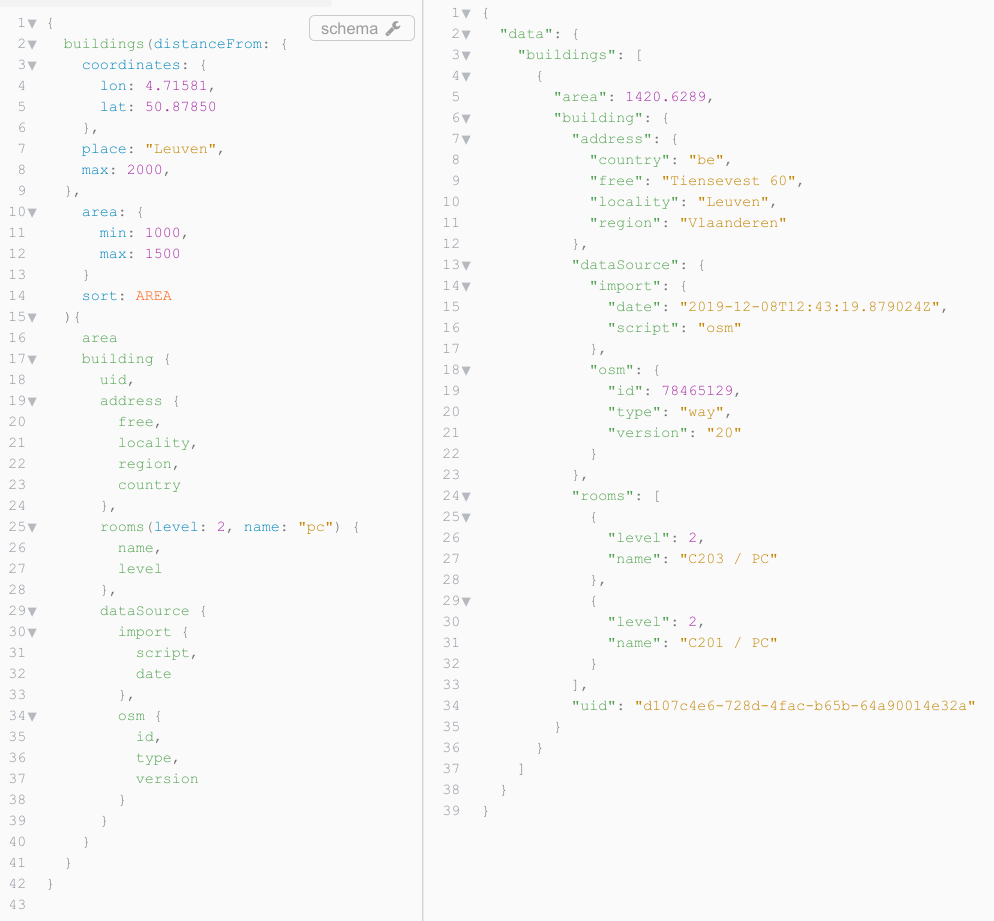 schema
1 {
2 buildings(distanceFrom: {
3 coordinates: {
4 lon: 4.71581,
5 lat: 50.87850
6 },
7 place: "Leuven",
8 max: 2000,
9 },
10 area: {
11 min: 1000,
12 max: 1500
13 }
14 sort: AREA
15 ){
16 area
17 building {
18 uid,
19 address {
20 free,
21 locality,
22 region,
23 country
24 },
25 rooms(level: 2, name: "pc") {
26 name,
27 level
28 },
29 dataSource {
30 import {
31 script,
32 date
33 },
34 osm {
35 id,
36 type,
37 version
38 }
39 }
40 }
41 }
42 }
43
1 {
2 "data": {
3 "buildings": [
4 {
5 "area": 1420.6289,
6 "building": {
7 "address": {
8 "country": "be",
9 "free": "Tiensevest 60",
10 "locality": "Leuven",
11 "region": "Vlaanderen"
12 },
13 "dataSource": {
14 "import": {
15 "date": "2019-12-08T12:43:19.879024Z",
16 "script": "osm"
17 },
18 "osm": {
19 "id": 78465129,
20 "type": "way",
21 "version": "20"
22 }
23 },
24 "rooms": [
25 {
26 "level": 2,
27 "name": "C203 / PC"
28 },
29 {
30 "level": 2,
31 "name": "C201 / PC"
32 }
33 ],
34 "uid": "d107c4e6-728d-4fac-b65b-64a90014e32a"
35 }
36 }
37 ]
38 }
39 }